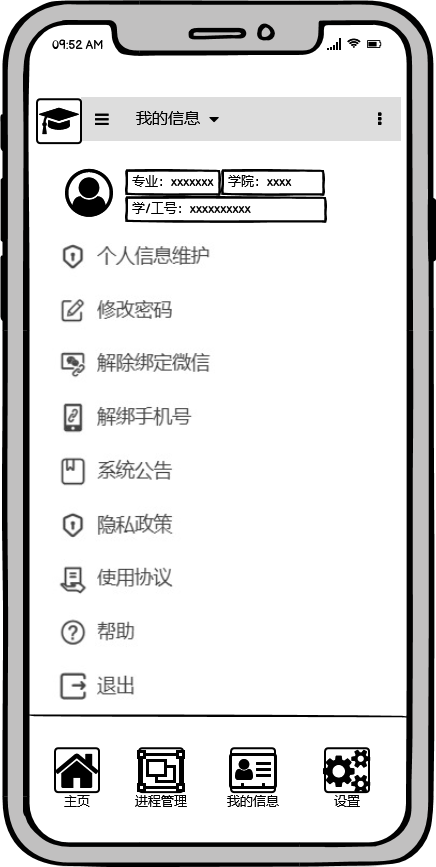 09:52 AM
我的信息
专业：xxxxxxx 学院：xxxx
学/工号：xxxxxxxxxx
个人信息维护
修改密码
解除绑定微信
解绑手机号
系统公告
隐私政策
使用协议
帮助
退出
主页 进程管理 我的信息 设置